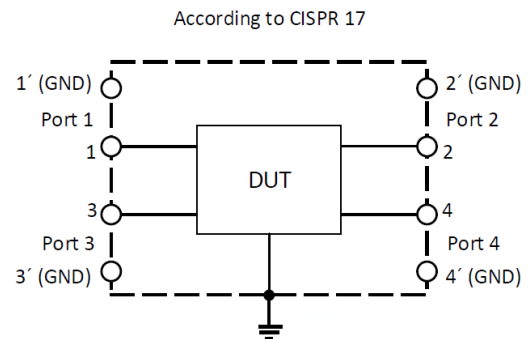 According to CISPR 17
1´ (GND)
2´ (GND)
Port 1
Port 2
1
2
DUT
3
4
Port 3
Port 4
3´ (GND)
4´ (GND)